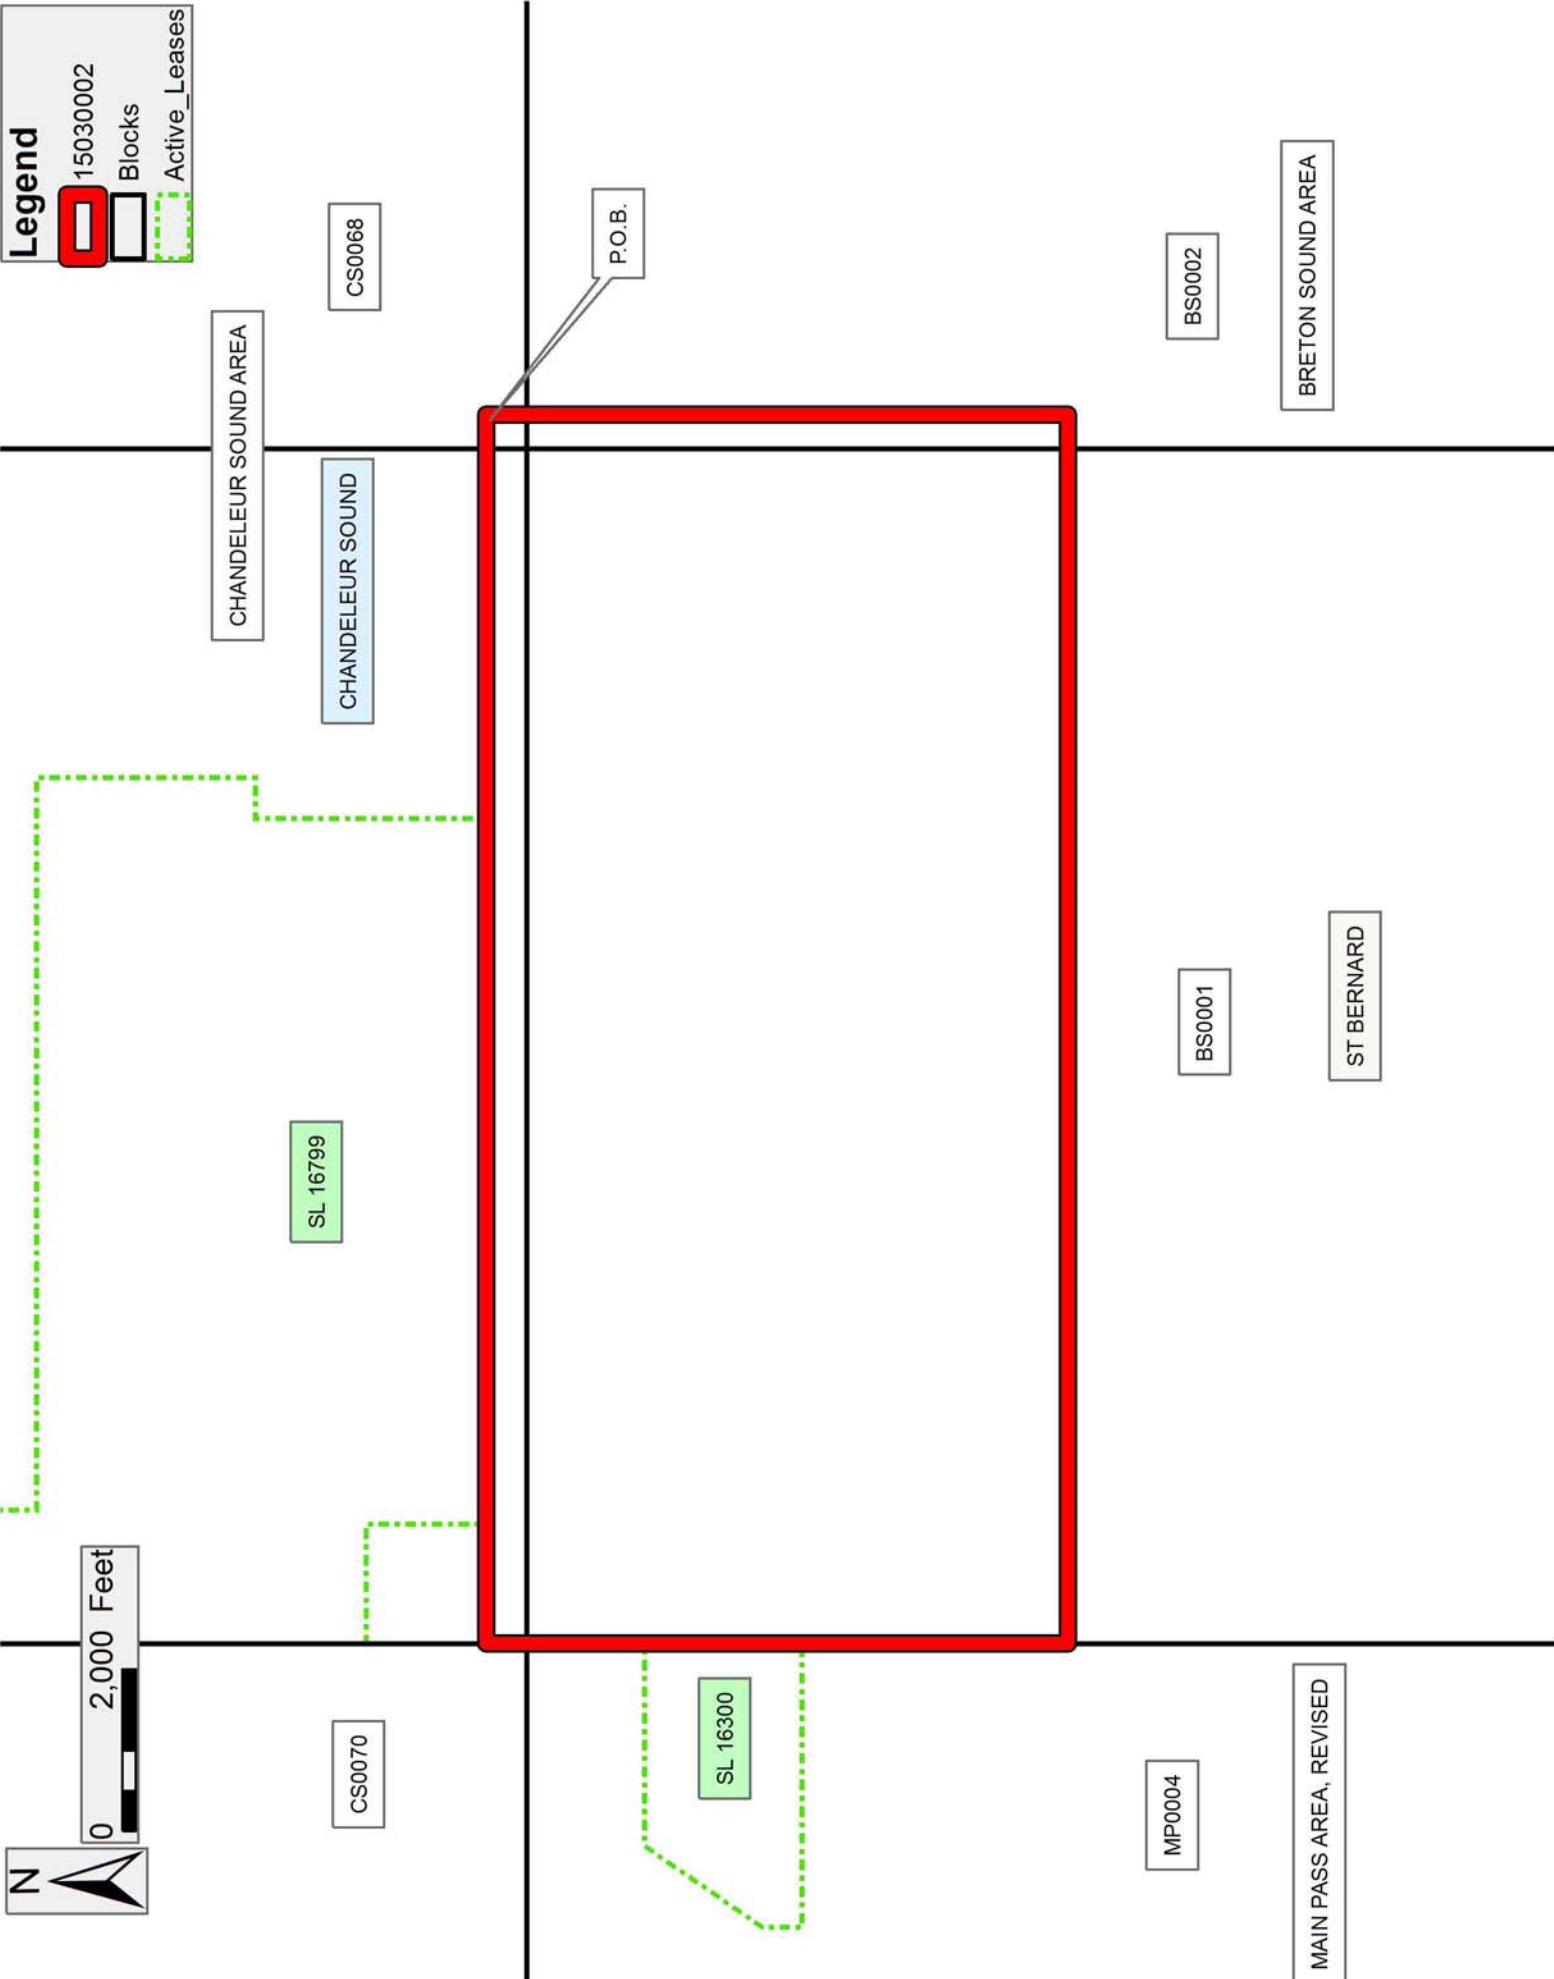 N
0 2,000 Feet
Legend
15030002
Blocks
Active_Leases
CHANDELEUR SOUND AREA
SL 16799
CS0070
CHANDELEUR SOUND
CS0068
P.O.B.
SL 16300
MP0004
BS0001
BS0002
MAIN PASS AREA, REVISED
ST BERNARD
BRETON SOUND AREA